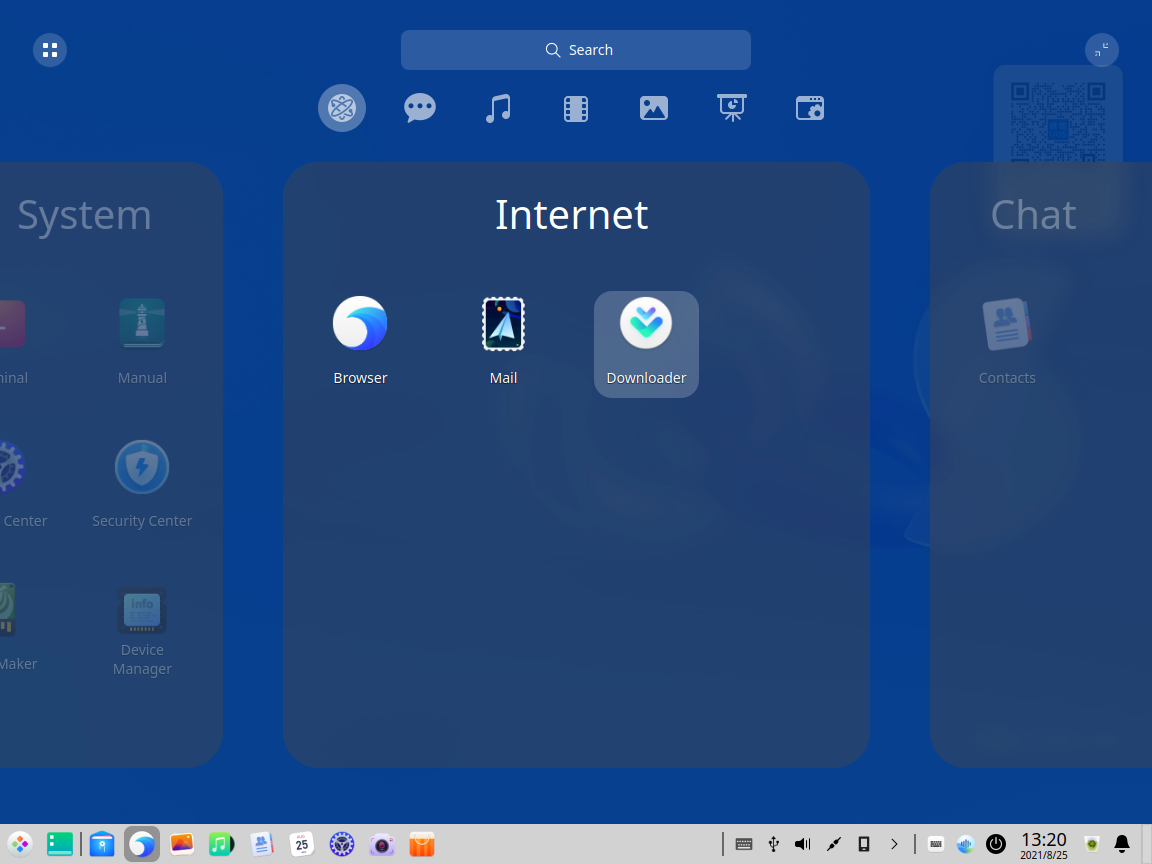 Search
System
Internet
Chat
minal
Manual
Browser
Mail
Downloader
Contacts
Center
Security Center
Maker
info
Device
Manager
25
13:20
2021/8/25